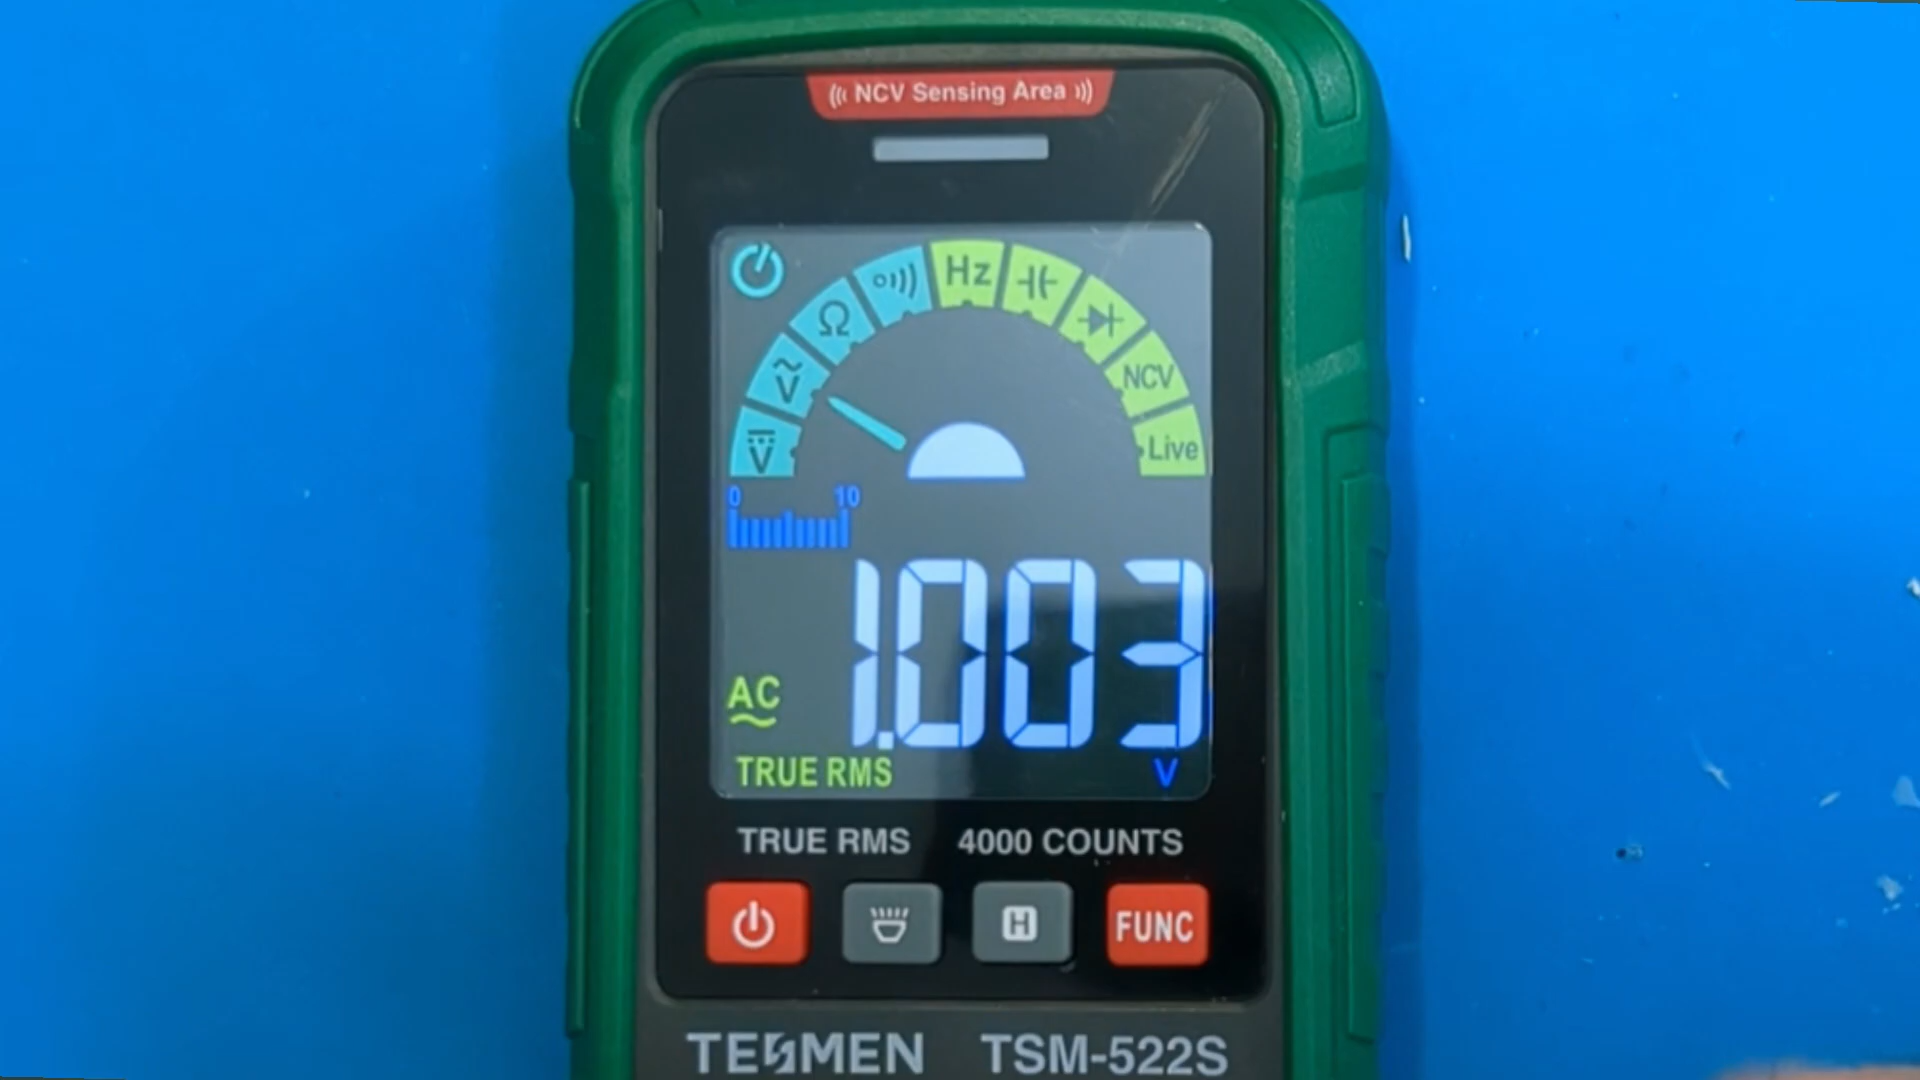 ((( NCV Sensing Area )))
Hz
Ω
V
NCV
V
Live
0 10
1.003
AC
TRUE RMS V
TRUE RMS 4000 COUNTS
H FUNC
TESMEN TSM-522S